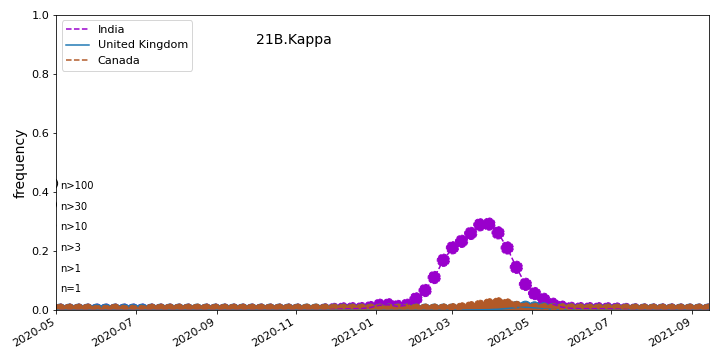 21B.Kappa
India
United Kingdom
Canada
frequency
1.0
0.8
0.6
0.4
0.2
0.0
n>100
n>30
n>10
n>3
n>1
n=1
2020-05
2020-07
2020-09
2020-11
2021-01
2021-03
2021-05
2021-07
2021-09